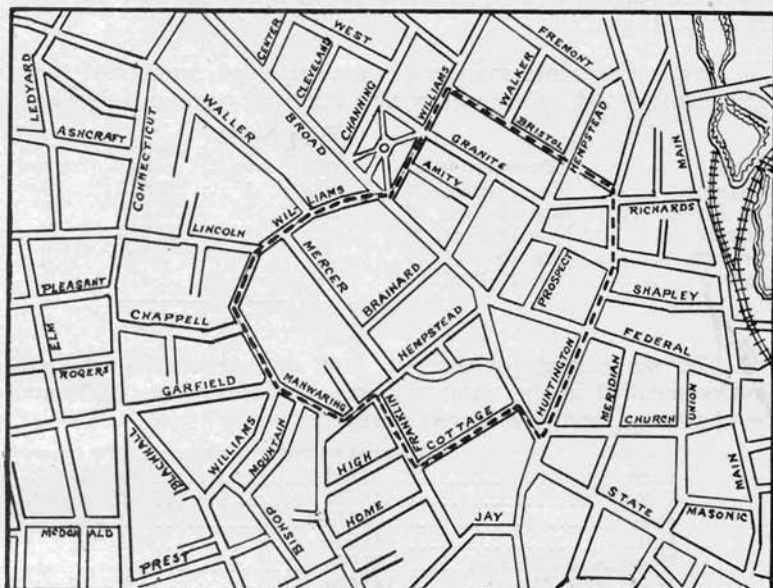 WEST
CENTER
CLEVELAND
CHANNING
WILLIAMS
WALKER
FREMONT
LEDYARD
ASHCRAFT
CONNECTICUT
WALLER
BROAD
BRISTOL
HEMPSTEAD
MAIN
GRANITE
AMITY
WILLIAMS
LINCOLN
RICHARDS
MERCER
BRAINARD
PROSPECT
SHAPLEY
PLEASANT
CHAPPELL
ELM
ROGERS
GARFIELD
MANWARING
HEMPSTEAD
HUNTINGTON
MERIDIAN
FEDERAL
UNION
CHURCH
FRANKLIN
COTTAGE
BLACKHALL
WILLIAMS
MOUNTAIN
HIGH
BISHOP
HOME
JAY
STATE
MAIN
MASONIC
McDONALD
PREST